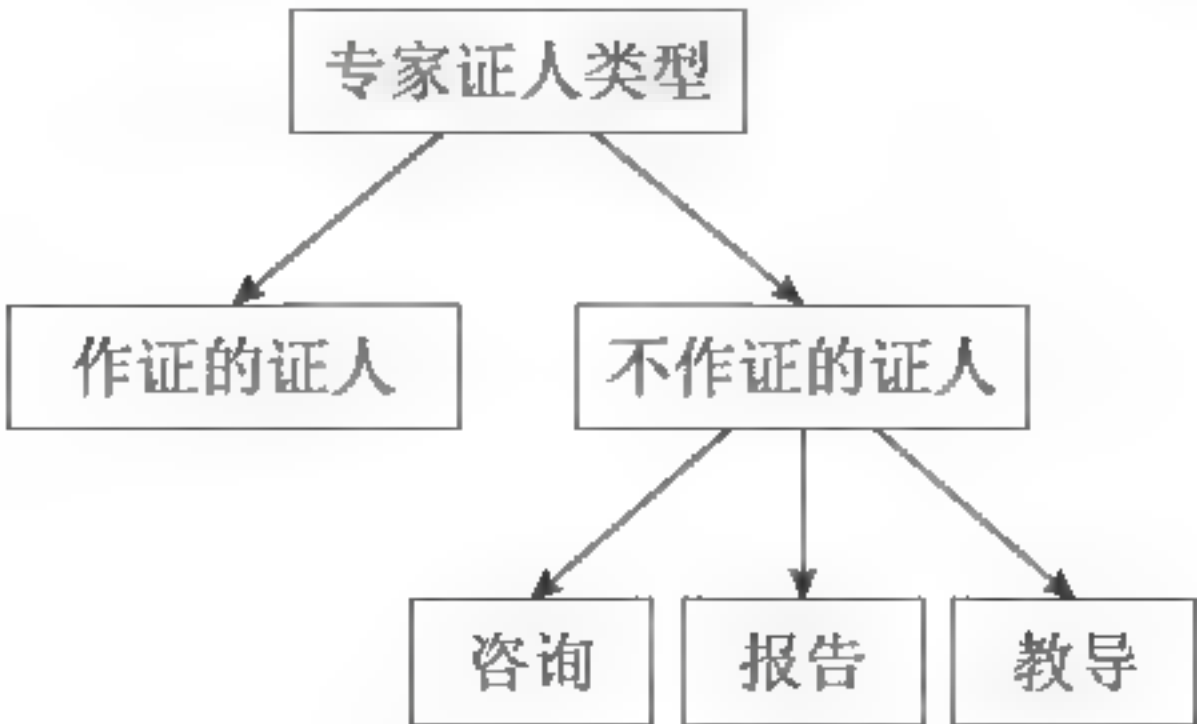 专家证人类型
作证的证人
不作证的证人
咨询
报告
教导